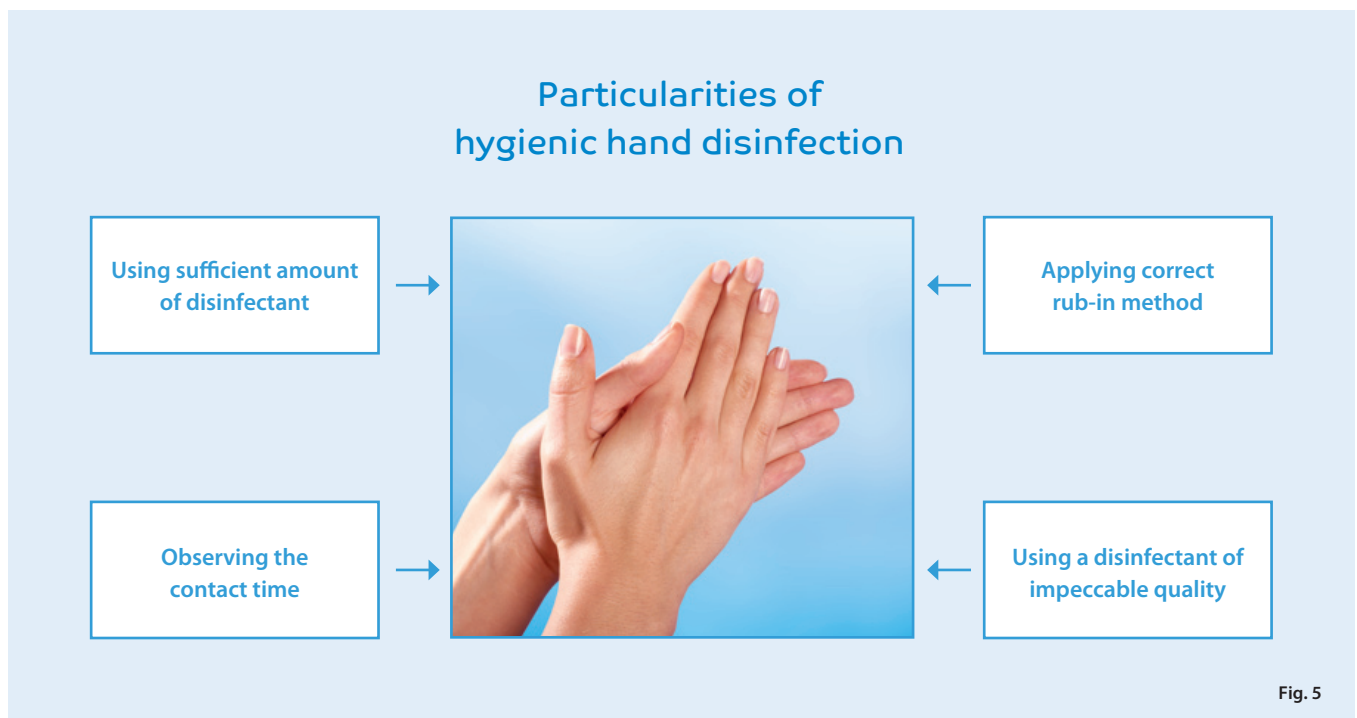 Particularities of
hygienic hand disinfection
Using sufficient amount
of disinfectant
Applying correct
rub-in method
Observing the
contact time
Using a disinfectant of
impeccable quality
Fig. 5